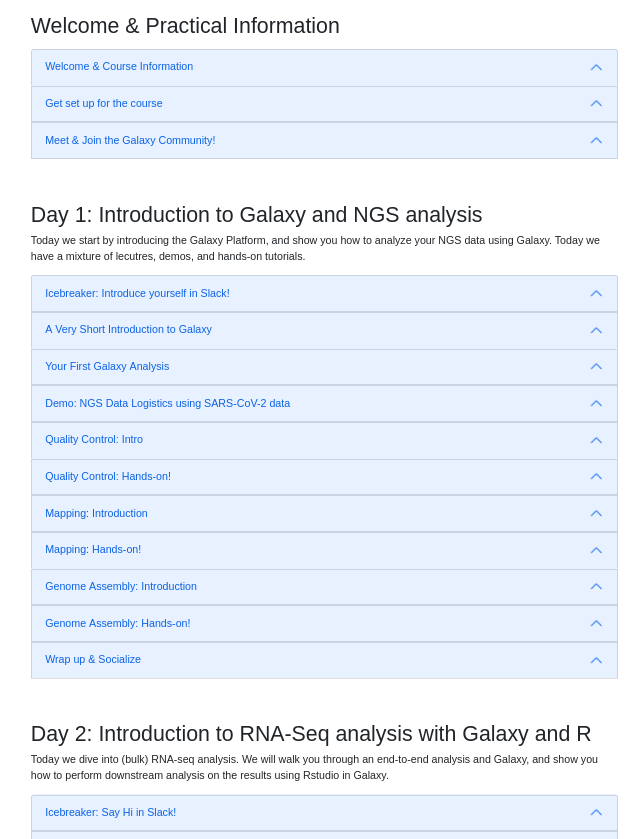 Welcome & Practical Information
Welcome & Course Information
Get set up for the course
Meet & Join the Galaxy Community!
Day 1: Introduction to Galaxy and NGS analysis
Today we start by introducing the Galaxy Platform, and show you how to analyze your NGS data using Galaxy. Today we
have a mixture of lecutres, demos, and hands-on tutorials.
Icebreaker: Introduce yourself in Slack!
A Very Short Introduction to Galaxy
Your First Galaxy Analysis
Demo: NGS Data Logistics using SARS-CoV-2 data
Quality Control: Intro
Quality Control: Hands-on!
Mapping: Introduction
Mapping: Hands-on!
Genome Assembly: Introduction
Genome Assembly: Hands-on!
Wrap up & Socialize
Day 2: Introduction to RNA-Seq analysis with Galaxy and R
Today we dive into (bulk) RNA-seq analysis. We will walk you through an end-to-end analysis and Galaxy, and show you
how to perform downstream analysis on the results using Rstudio in Galaxy.
Icebreaker: Say Hi in Slack!